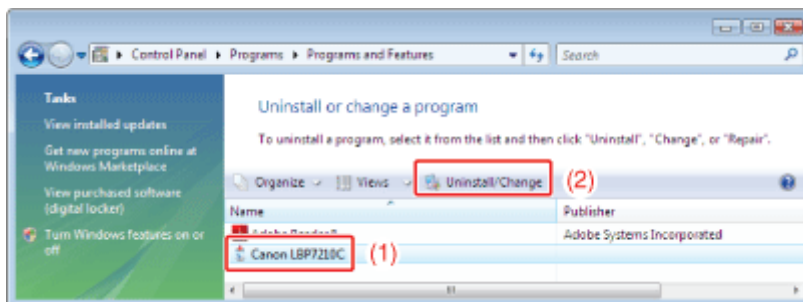 Control Panel ▸ Programs ▸ Programs and Features
Search
Tasks
View installed updates
Get new programs online at
Windows Marketplace
View purchased software
(digital locker)
Turn Windows features on or
off
Uninstall or change a program
To uninstall a program, select it from the list and then click "Uninstall", "Change", or "Repair".
Organize Views Uninstall/Change (2)
Name Publisher
Adobe Systems Incorporated
Canon LBP7210C (1)